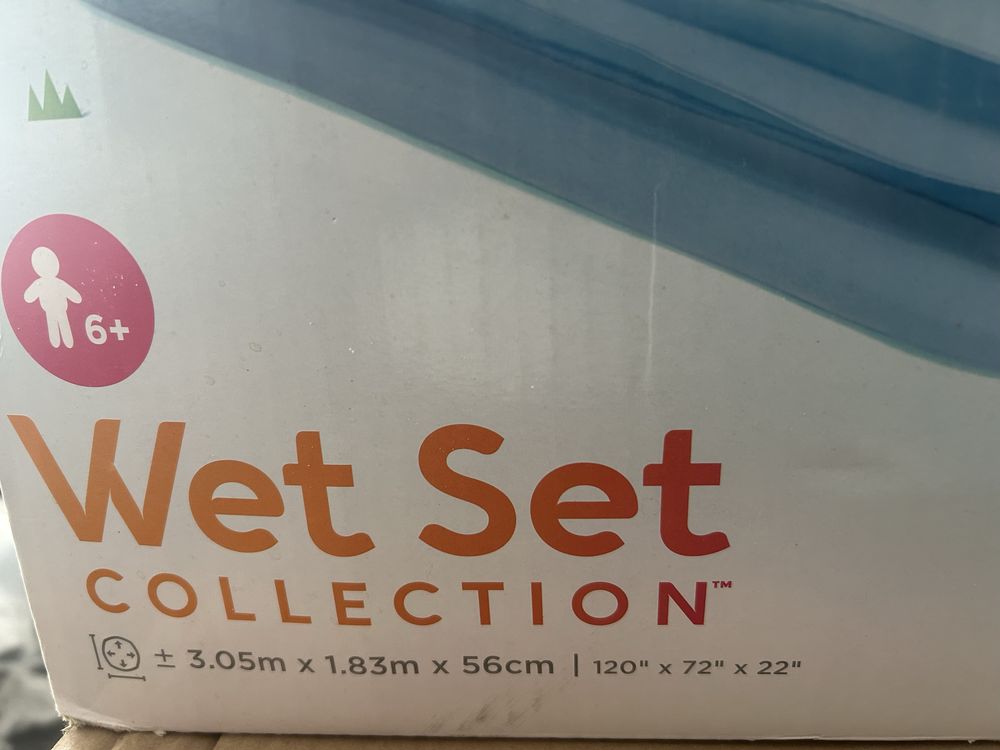 6+
Wet Set
COLLECTION™
± 3.05m x 1.83m x 56cm | 120" x 72" x 22"